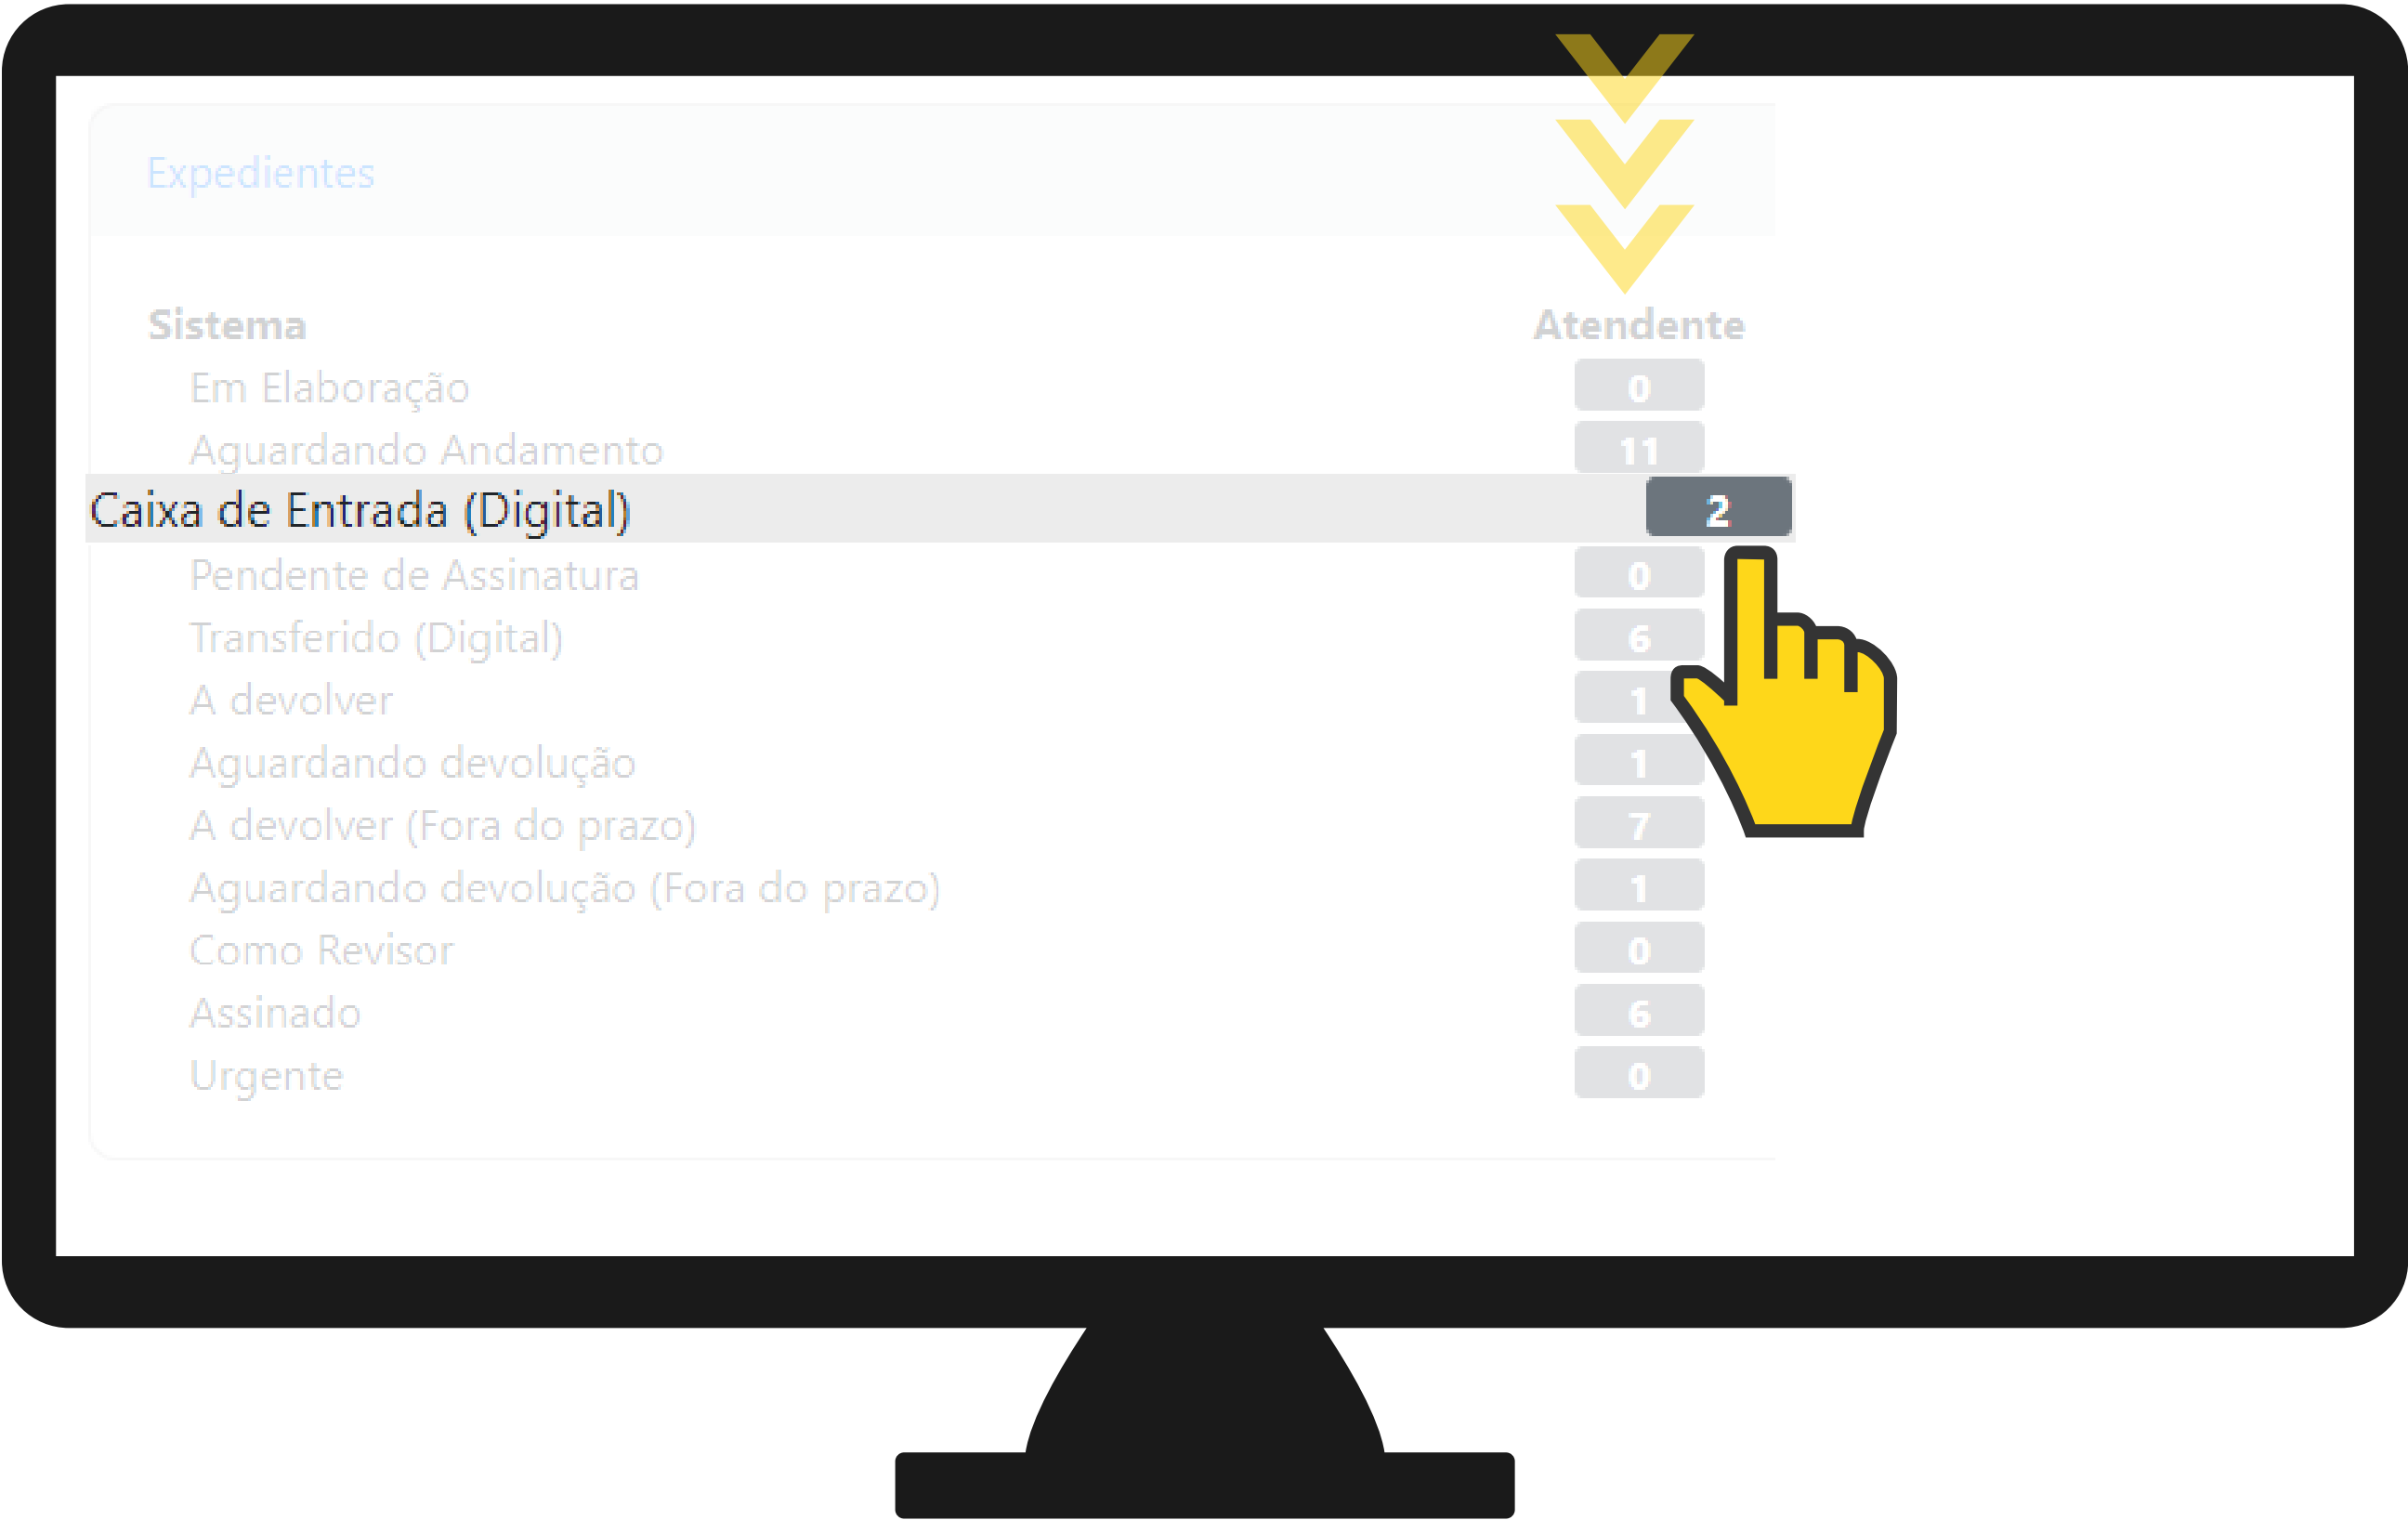 Expedientes
Sistema Atendente
Em Elaboração 0
Aguardando Andamento 11
Caixa de Entrada (Digital) 2
Pendente de Assinatura 0
Transferido (Digital) 6
A devolver 1
Aguardando devolução 1
A devolver (Fora do prazo) 7
Aguardando devolução (Fora do prazo) 1
Como Revisor 0
Assinado 6
Urgente 0